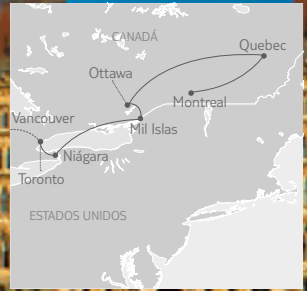 CANADÁ
Quebec
Ottawa
Montreal
Vancouver
Mil Islas
Niágara
Toronto
ESTADOS UNIDOS